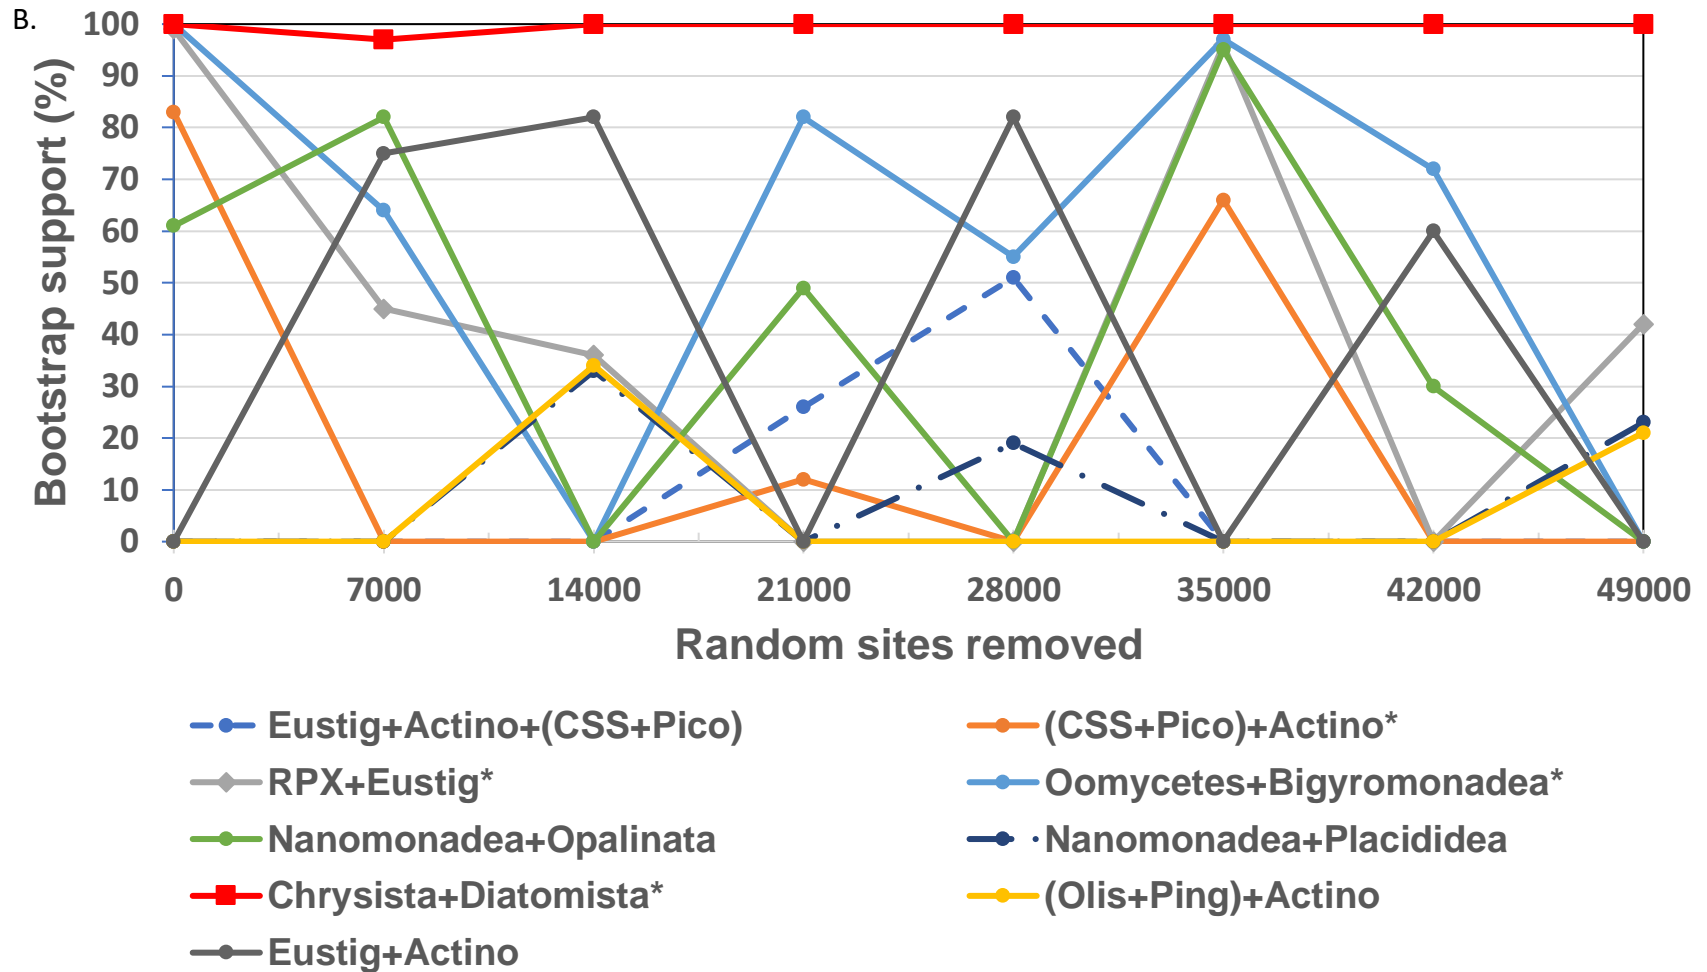 B.
100
90
80
70
60
50
40
30
20
10
0
Bootstrap support (%)
0 7000 14000 21000 28000 35000 42000 49000
Random sites removed
Eustig+Actino+(CSS+Pico) (CSS+Pico)+Actino*
RPX+Eustig* Oomycetes+Bigyromonadea*
Nanomonadea+Opalinata Nanomonadea+Placididea
Chrysista+Diatomista* (Olis+Ping)+Actino
Eustig+Actino